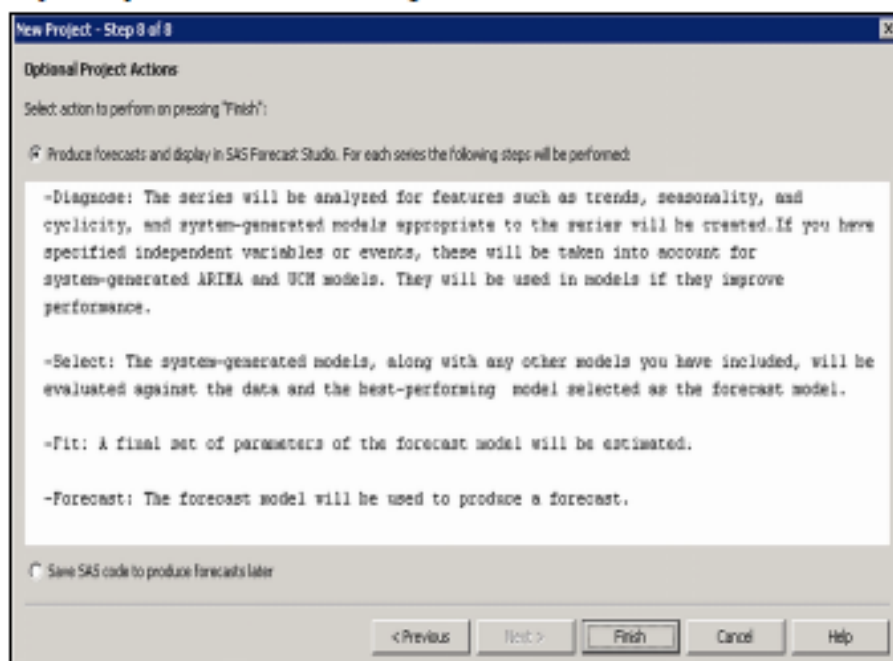 New Project - Step 8 of 8
Optional Project Actions
Select action to perform on pressing "Finish":
Produce forecasts and display in SAS Forecast Studio. For each series the following steps will be performed:
-Diagnose: The series will be analyzed for features such as trends, seasonality, and
cyclicity, and system-generated models appropriate to the series will be created.If you have
specified independent variables or events, these will be taken into account for
system-generated ARIMA and UCM models. They will be used in models if they improve
performance.
-Select: The system-generated models, along with any other models you have included, will be
evaluated against the data and the best-performing model selected as the forecast model.
-Fit: A final set of parameters of the forecast model will be estimated.
-Forecast: The forecast model will be used to produce a forecast.
Save SAS code to produce forecasts later
< Previous Next > Finish Cancel Help